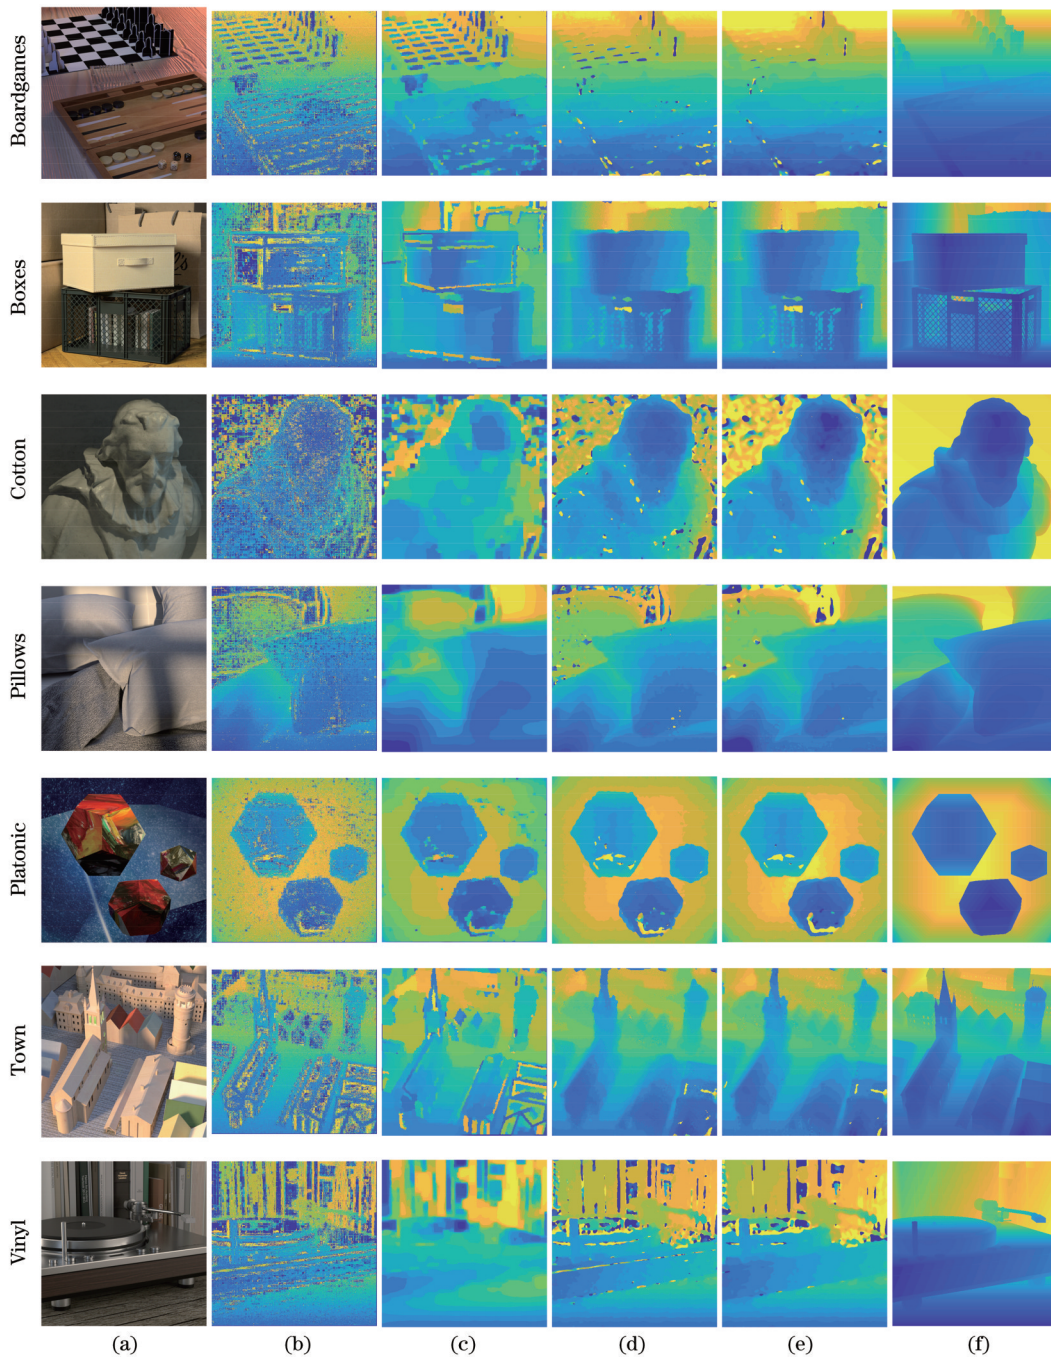 Boardgames
Boxes
Cotton
Pillows
Platonic
Town
Vinyl
(a) (b) (c) (d) (e) (f)